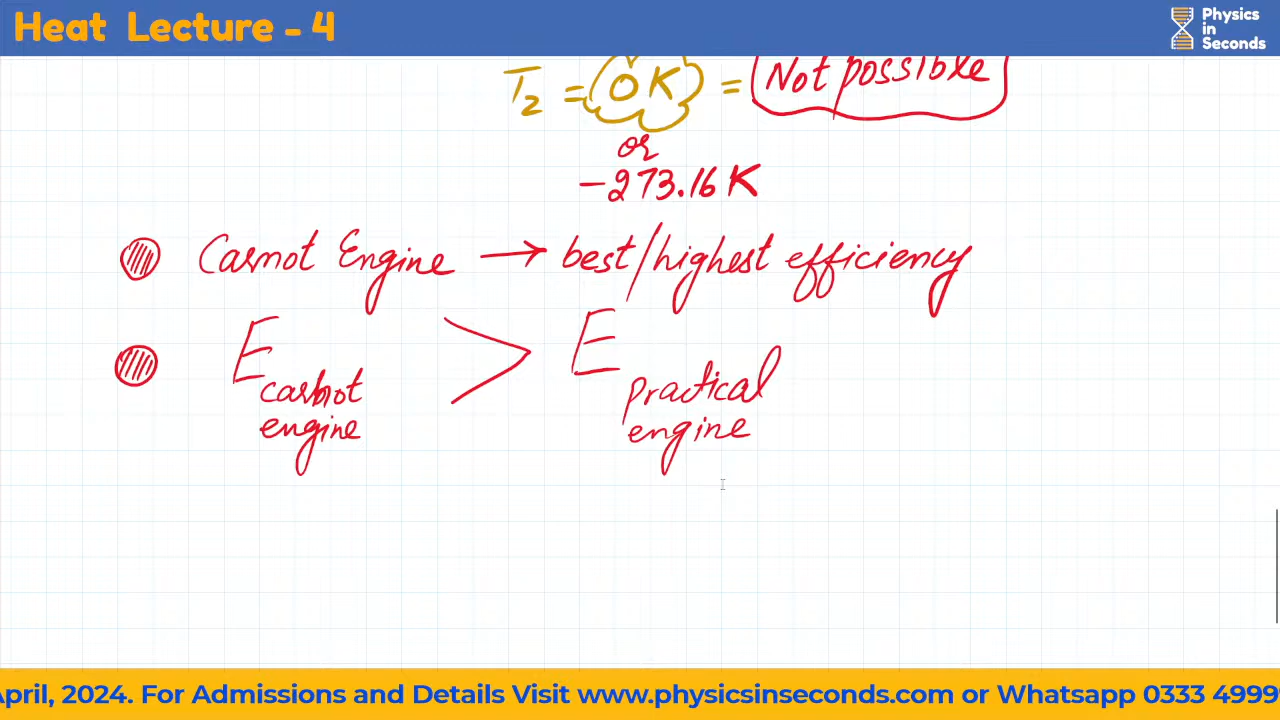 Heat Lecture - 4
Physics
in
Seconds
T2 = 0 K = Not possible
or
-273.16 K
Carnot Engine → best/highest efficiency
E carnot engine > E practical engine
April, 2024. For Admissions and Details Visit www.physicsinseconds.com or Whatsapp 0333 4999